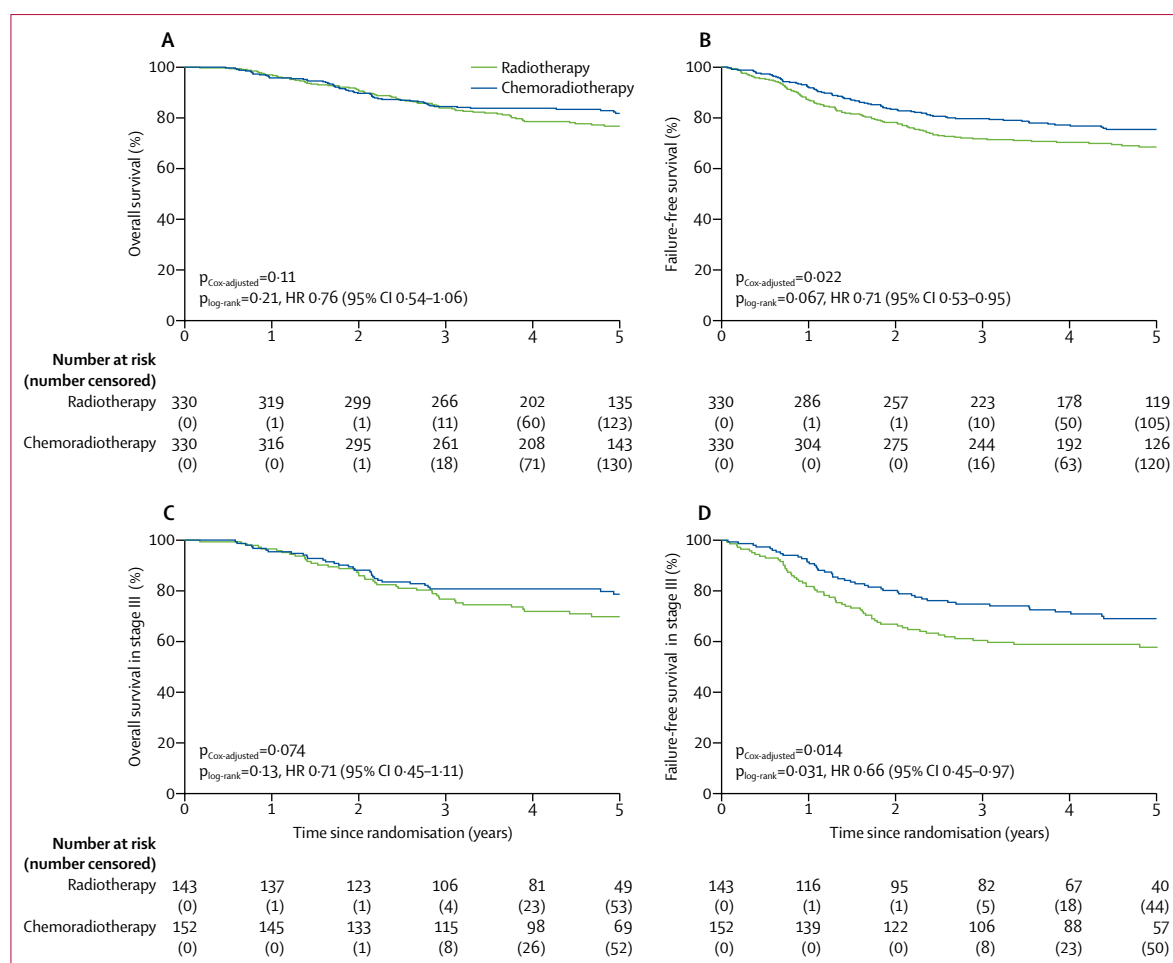 A
B
Radiotherapy
Chemoradiotherapy
Overall survival (%)
100
80
60
40
20
0
p Cox-adjusted=0·11
p log-rank=0·21, HR 0·76 (95% CI 0·54–1·06)
0 1 2 3 4 5
Failure-free survival (%)
100
80
60
40
20
0
p Cox-adjusted=0·022
p log-rank=0·067, HR 0·71 (95% CI 0·53–0·95)
0 1 2 3 4 5
Number at risk
(number censored)
Radiotherapy 330 319 299 266 202 135 330 286 257 223 178 119
(0) (1) (1) (11) (60) (123) (0) (1) (1) (10) (50) (105)
Chemoradiotherapy 330 316 295 261 208 143 330 304 275 244 192 126
(0) (0) (1) (18) (71) (130) (0) (0) (0) (16) (63) (120)
C
D
Overall survival in stage III (%)
100
80
60
40
20
0
p Cox-adjusted=0·074
p log-rank=0·13, HR 0·71 (95% CI 0·45–1·11)
0 1 2 3 4 5
Time since randomisation (years)
Failure-free survival in stage III (%)
100
80
60
40
20
0
p Cox-adjusted=0·014
p log-rank=0·031, HR 0·66 (95% CI 0·45–0·97)
0 1 2 3 4 5
Time since randomisation (years)
Number at risk
(number censored)
Radiotherapy 143 137 123 106 81 49 143 116 95 82 67 40
(0) (1) (1) (4) (23) (53) (0) (1) (1) (5) (18) (44)
Chemoradiotherapy 152 145 133 115 98 69 152 139 122 106 88 57
(0) (0) (1) (8) (26) (52) (0) (0) (0) (8) (23) (50)